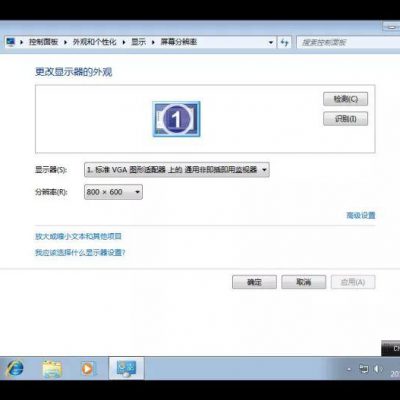 控制面板 ▸ 外观和个性化 ▸ 显示 ▸ 屏幕分辨率
搜索控制面板
更改显示器的外观
检测(C)
1
识别(I)
显示器(S):
1. 标准 VGA 图形适配器 上的 通用非即插即用监视器
分辨率(R):
800 × 600
高级设置
放大或缩小文本和其他项目
我应该选择什么显示器设置?
确定
取消
应用(A)